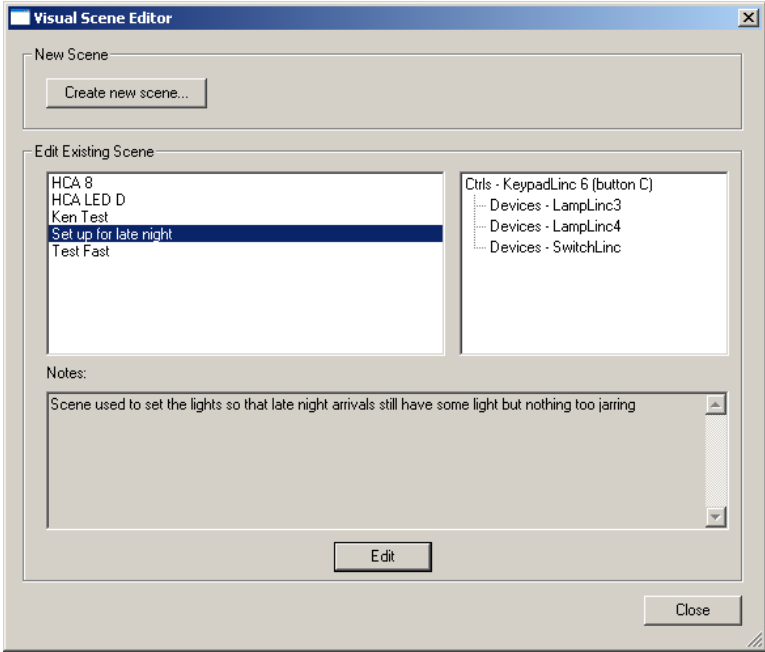 Visual Scene Editor
New Scene
Create new scene...
Edit Existing Scene
HCA 8
HCA LED D
Ken Test
Set up for late night
Test Fast
Ctrls - KeypadLinc 6 (button C)
Devices - LampLinc3
Devices - LampLinc4
Devices - SwitchLinc
Notes:
Scene used to set the lights so that late night arrivals still have some light but nothing too jarring
Edit
Close